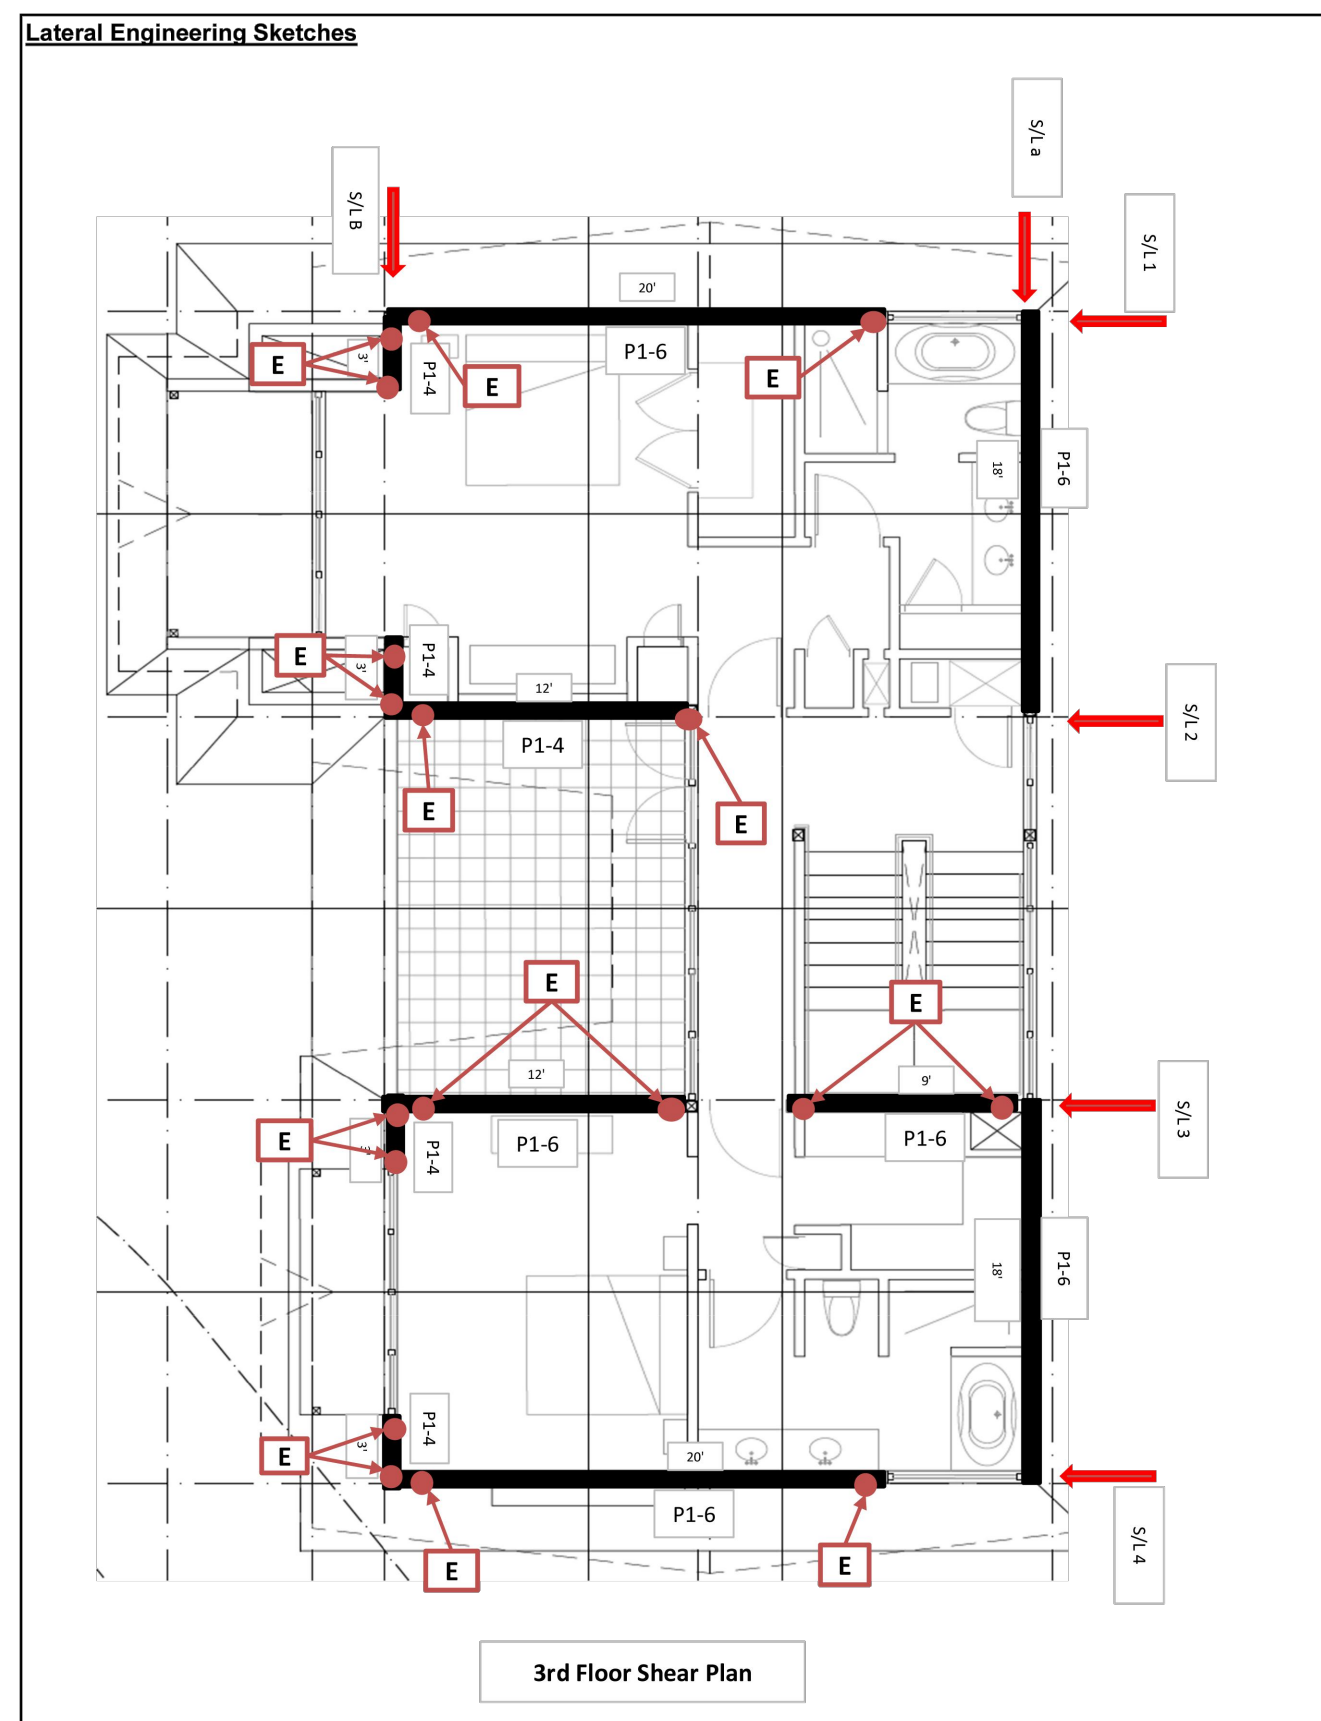 Lateral Engineering Sketches
S/L a
S/L B
S/L 1
20'
E
3'
P1-4
P1-6
E
E
18'
P1-6
E
3'
P1-4
12'
P1-4
S/L 2
E
E
E
E
12'
9'
S/L 3
E
3'
P1-4
P1-6
P1-6
18'
P1-6
P1-4
E
3'
20'
P1-6
S/L 4
E
E
3rd Floor Shear Plan